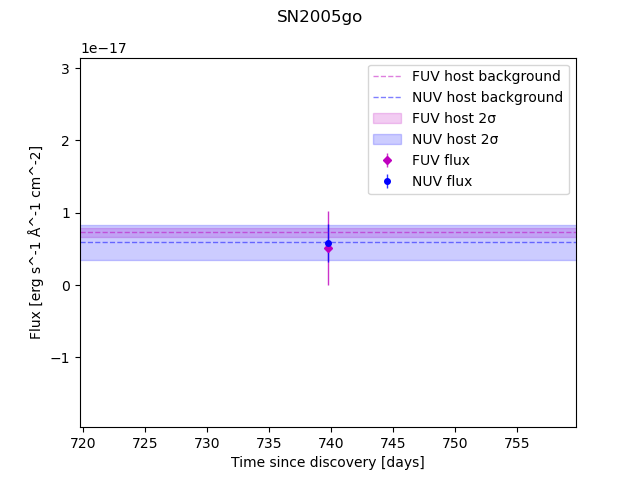 SN2005go
1e−17
FUV host background
NUV host background
FUV host 2σ
NUV host 2σ
FUV flux
NUV flux
3
2
1
0
−1
Flux [erg s^-1 Å^-1 cm^-2]
720 725 730 735 740 745 750 755
Time since discovery [days]